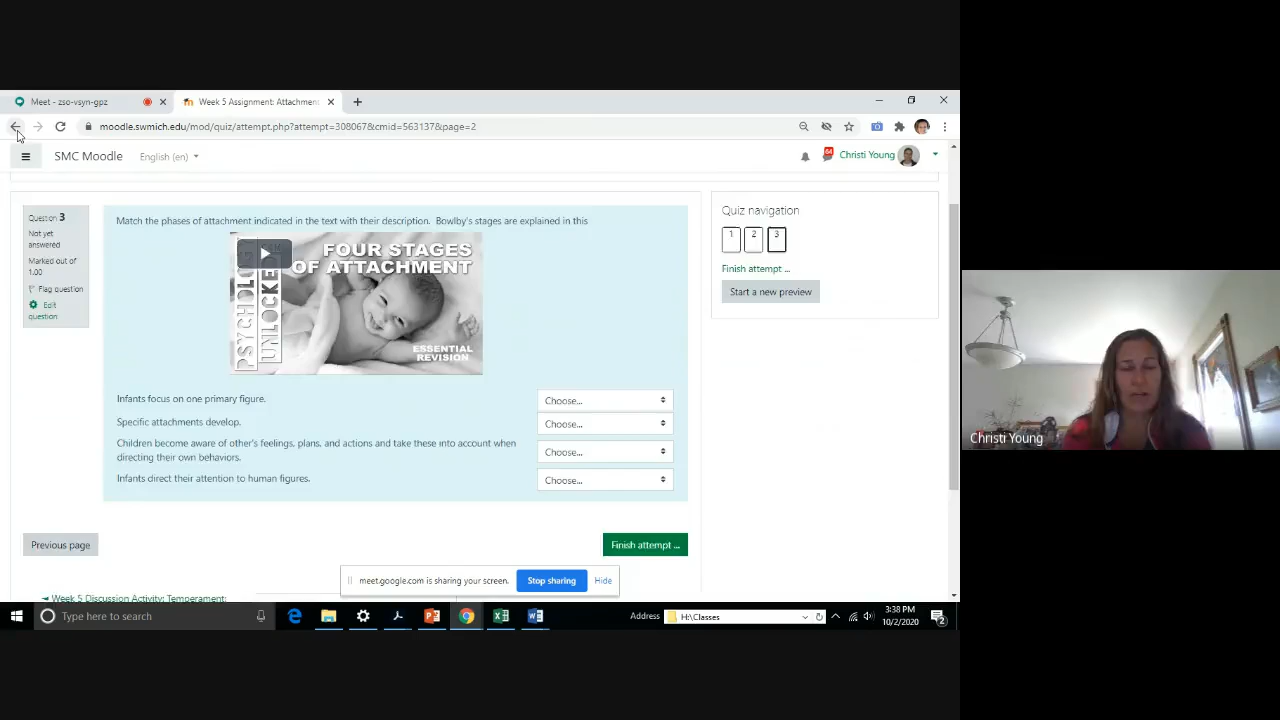 Meet - zso-vsyn-gpz
Week 5 Assignment: Attachmen
moodle.swmich.edu/mod/quiz/attempt.php?attempt=308067&cmid=563137&page=2
SMC Moodle
English (en)
64
Christi Young
Question 3
Not yet
answered
Marked out of
1.00
Flag question
Edit
question
Match the phases of attachment indicated in the text with their description. Bowlby's stages are explained in this
PSYCHOLOGY
UNLOCKED
FOUR STAGES
OF ATTACHMENT
ESSENTIAL
REVISION
Infants focus on one primary figure.
Choose...
Specific attachments develop.
Choose...
Children become aware of other's feelings, plans, and actions and take these into account when
directing their own behaviors.
Choose...
Infants direct their attention to human figures.
Choose...
Previous page
Finish attempt ...
Quiz navigation
1 2 3
Finish attempt ...
Start a new preview
meet.google.com is sharing your screen.
Stop sharing
Hide
◄ Week 5 Discussion Activity: Temperament:
Type here to search
Address
H:\Classes
3:38 PM
10/2/2020
2
Christi Young